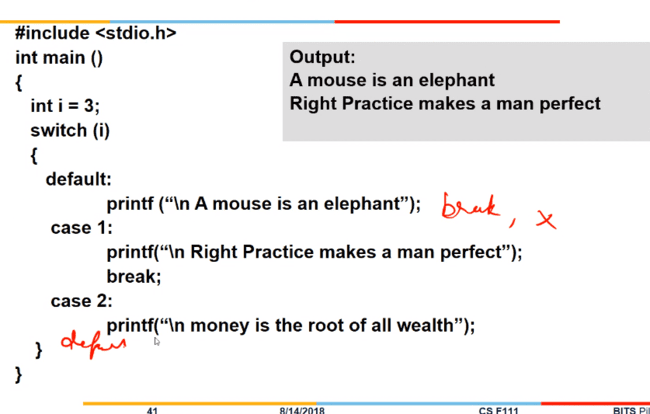 #include <stdio.h>
int main ()
{
int i = 3;
switch (i)
{
default:
printf (“\n A mouse is an elephant”); break, x
case 1:
printf(“\n Right Practice makes a man perfect”);
break;
case 2:
printf(“\n money is the root of all wealth”);
}
}
Output:
A mouse is an elephant
Right Practice makes a man perfect
41 8/14/2018 CS F111 BITS Pil